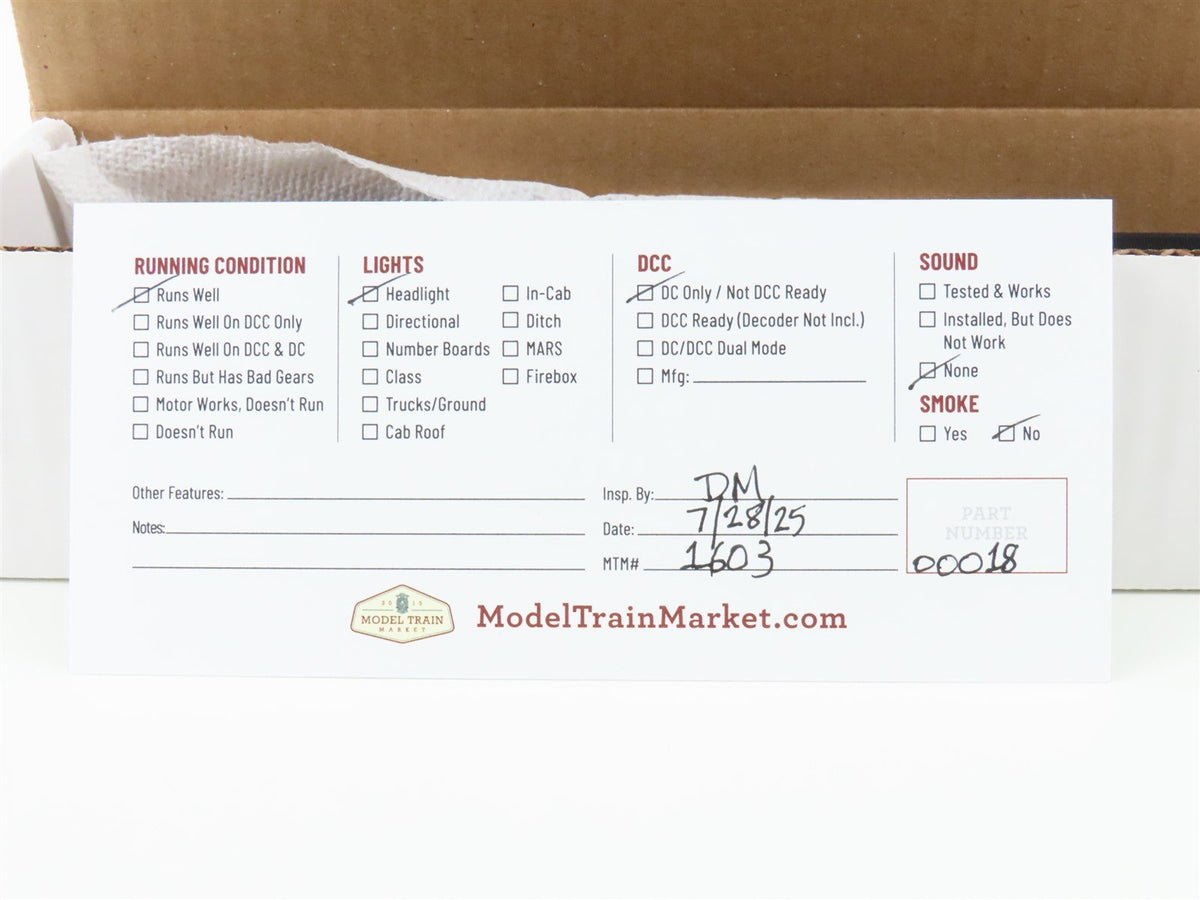 RUNNING CONDITION
Runs Well
Runs Well On DCC Only
Runs Well On DCC & DC
Runs But Has Bad Gears
Motor Works, Doesn't Run
Doesn't Run
LIGHTS
Headlight
Directional
Number Boards
Class
Trucks/Ground
Cab Roof
In-Cab
Ditch
MARS
Firebox
DCC
DC Only / Not DCC Ready
DCC Ready (Decoder Not Incl.)
DC/DCC Dual Mode
Mfg:
SOUND
Tested & Works
Installed, But Does
Not Work
None
SMOKE
Yes No
Other Features:
Notes:
Insp. By: DM
Date: 7/28/25
MTM# 1603
PART
NUMBER
00018
2015
MODEL TRAIN
MARKET
ModelTrainMarket.com